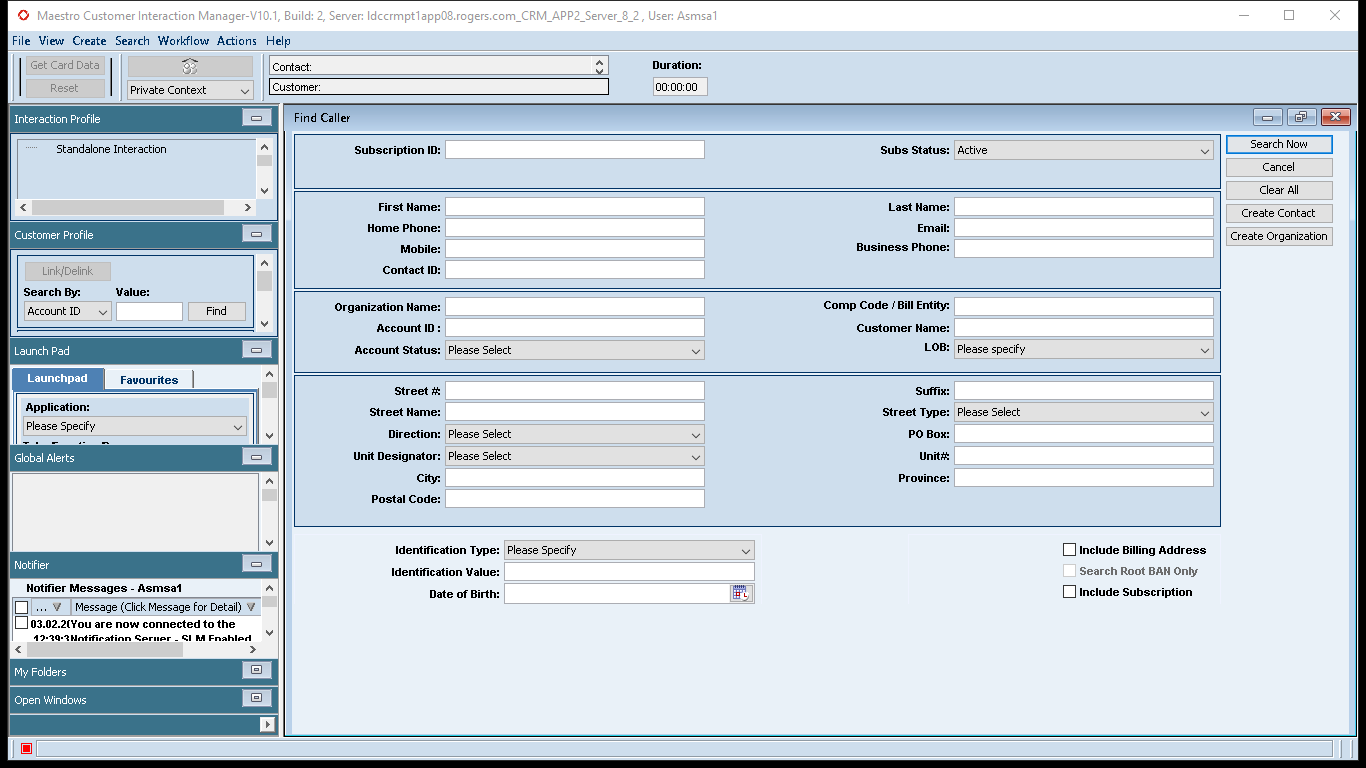 Maestro Customer Interaction Manager-V10.1, Build: 2, Server: ldccrmpt1app08.rogers.com_CRM_APP2_Server_8_2 , User: Asmsa1
File View Create Search Workflow Actions Help
Get Card Data
Reset
Private Context
Contact:
Customer:
Duration:
00:00:00
Interaction Profile
Standalone Interaction
Customer Profile
Link/Delink
Search By: Value:
Account ID Find
Launch Pad
Launchpad Favourites
Application:
Please Specify
Global Alerts
Notifier
Notifier Messages - Asmsa1
... Message (Click Message for Detail)
03.02.2( You are now connected to the
12:39:3 Notification Server - SLM Enabled
My Folders
Open Windows
Find Caller
Subscription ID: Subs Status: Active
First Name: Last Name:
Home Phone: Email:
Mobile: Business Phone:
Contact ID:
Organization Name: Comp Code / Bill Entity:
Account ID : Customer Name:
Account Status: Please Select LOB: Please specify
Street #: Suffix:
Street Name: Street Type: Please Select
Direction: Please Select PO Box:
Unit Designator: Please Select Unit#:
City: Province:
Postal Code:
Identification Type: Please Specify Include Billing Address
Identification Value: Search Root BAN Only
Date of Birth: Include Subscription
Search Now
Cancel
Clear All
Create Contact
Create Organization